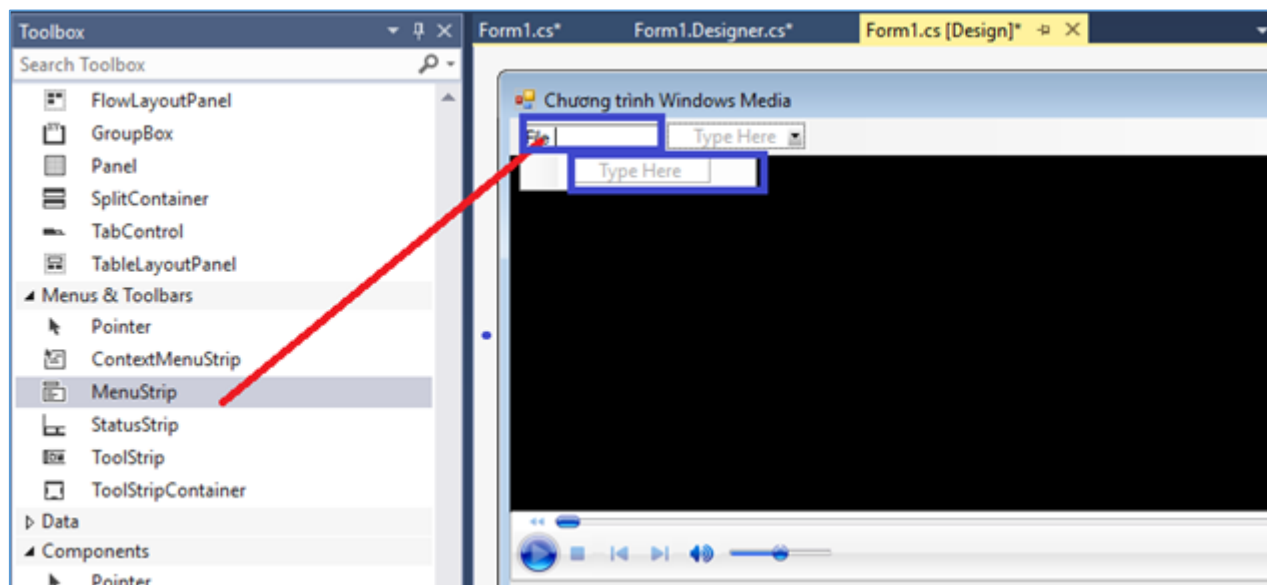 Toolbox
Search Toolbox
FlowLayoutPanel
GroupBox
Panel
SplitContainer
TabControl
TableLayoutPanel
Menus & Toolbars
Pointer
ContextMenuStrip
MenuStrip
StatusStrip
ToolStrip
ToolStripContainer
Data
Components
Pointer
Form1.cs* Form1.Designer.cs* Form1.cs [Design]*
Chương trình Windows Media
File Type Here
Type Here